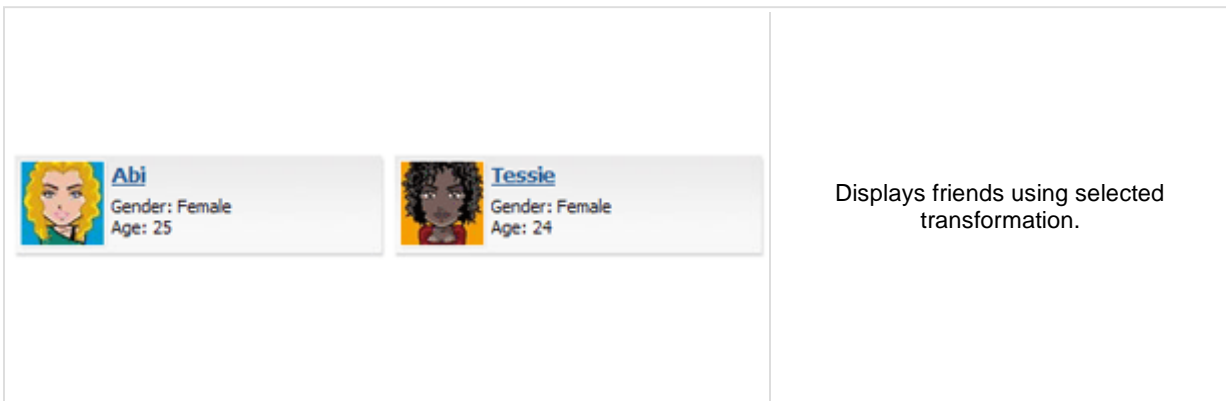 Abi
Gender: Female
Age: 25
Tessie
Gender: Female
Age: 24
Displays friends using selected
transformation.